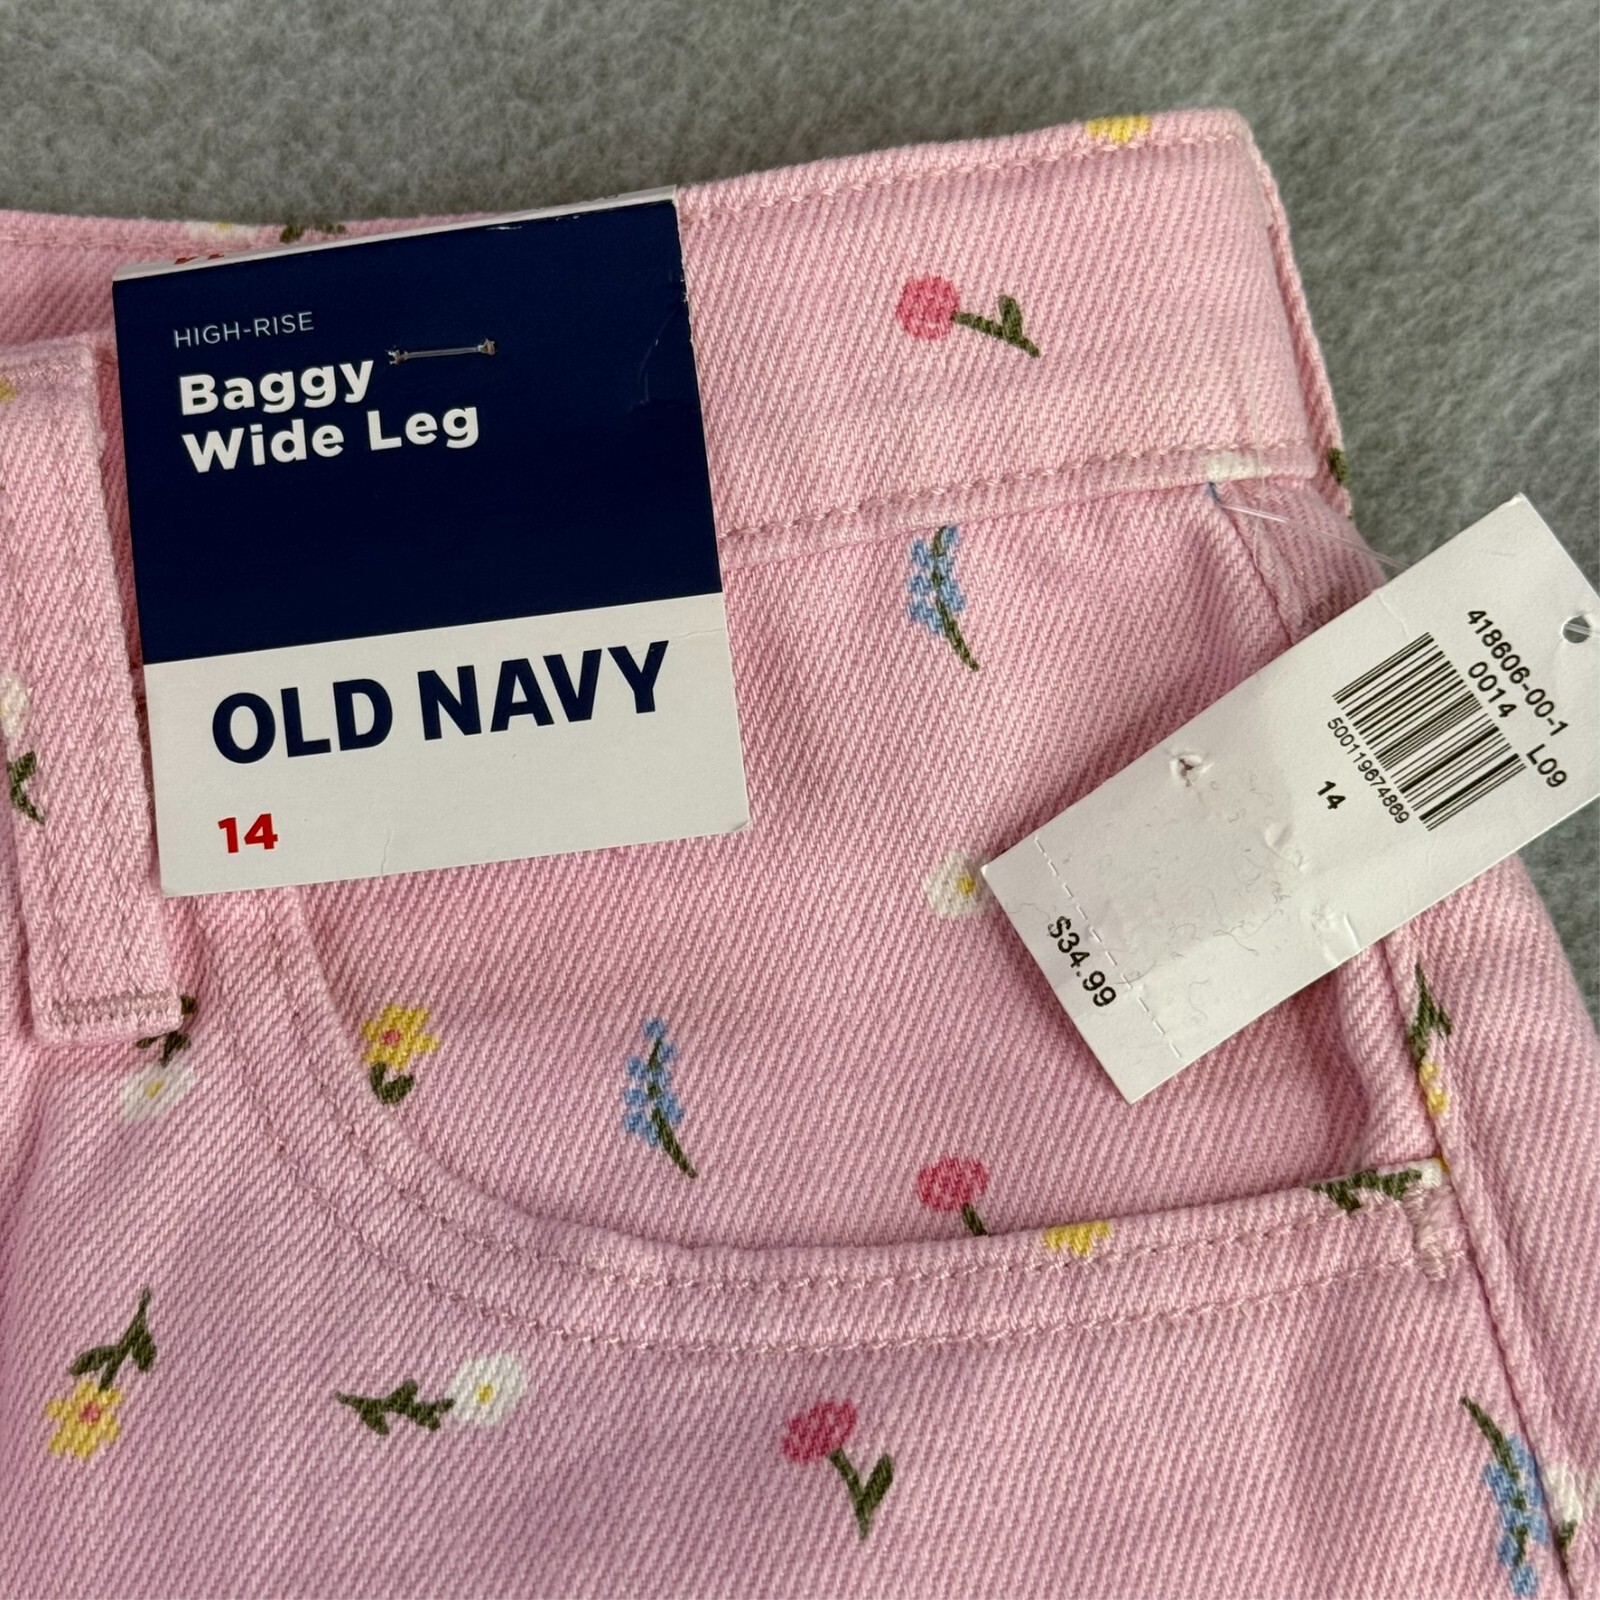 HIGH-RISE
Baggy
Wide Leg
OLD NAVY
14
418606-00-1
0014 L09
500119674889
14
$34.99